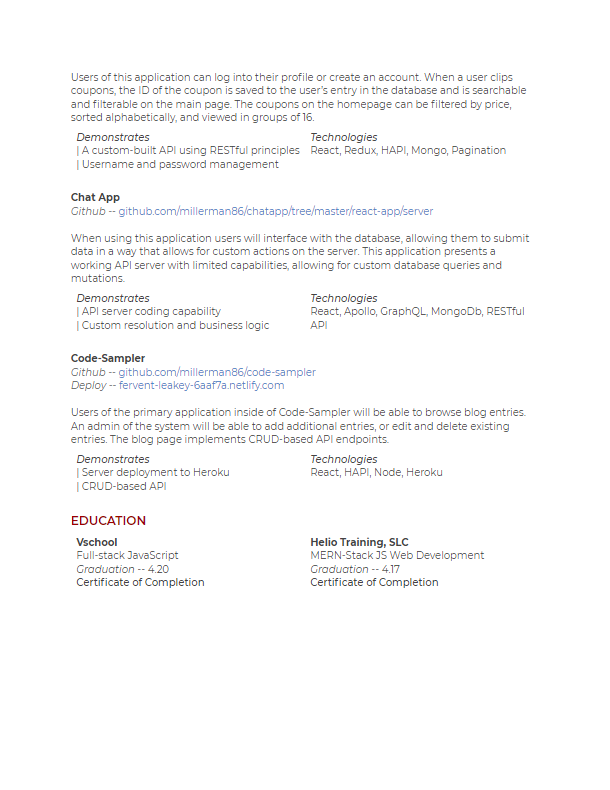 Users of this application can log into their profile or create an account. When a user clips
coupons, the ID of the coupon is saved to the user's entry in the database and is searchable
and filterable on the main page. The coupons on the homepage can be filtered by price,
sorted alphabetically, and viewed in groups of 16.
Demonstrates
| A custom-built API using RESTful principles
| Username and password management
Technologies
React, Redux, HAPI, Mongo, Pagination
Chat App
Github -- github.com/millerman86/chatapp/tree/master/react-app/server
When using this application users will interface with the database, allowing them to submit
data in a way that allows for custom actions on the server. This application presents a
working API server with limited capabilities, allowing for custom database queries and
mutations.
Demonstrates
| API server coding capability
| Custom resolution and business logic
Technologies
React, Apollo, GraphQL, MongoDb, RESTful
API
Code-Sampler
Github -- github.com/millerman86/code-sampler
Deploy -- fervent-leakey-6aaf7a.netlify.com
Users of the primary application inside of Code-Sampler will be able to browse blog entries.
An admin of the system will be able to add additional entries, or edit and delete existing
entries. The blog page implements CRUD-based API endpoints.
Demonstrates
| Server deployment to Heroku
| CRUD-based API
Technologies
React, HAPI, Node, Heroku
EDUCATION
Vschool
Full-stack JavaScript
Graduation -- 4.20
Certificate of Completion
Helio Training, SLC
MERN-Stack JS Web Development
Graduation -- 4.17
Certificate of Completion